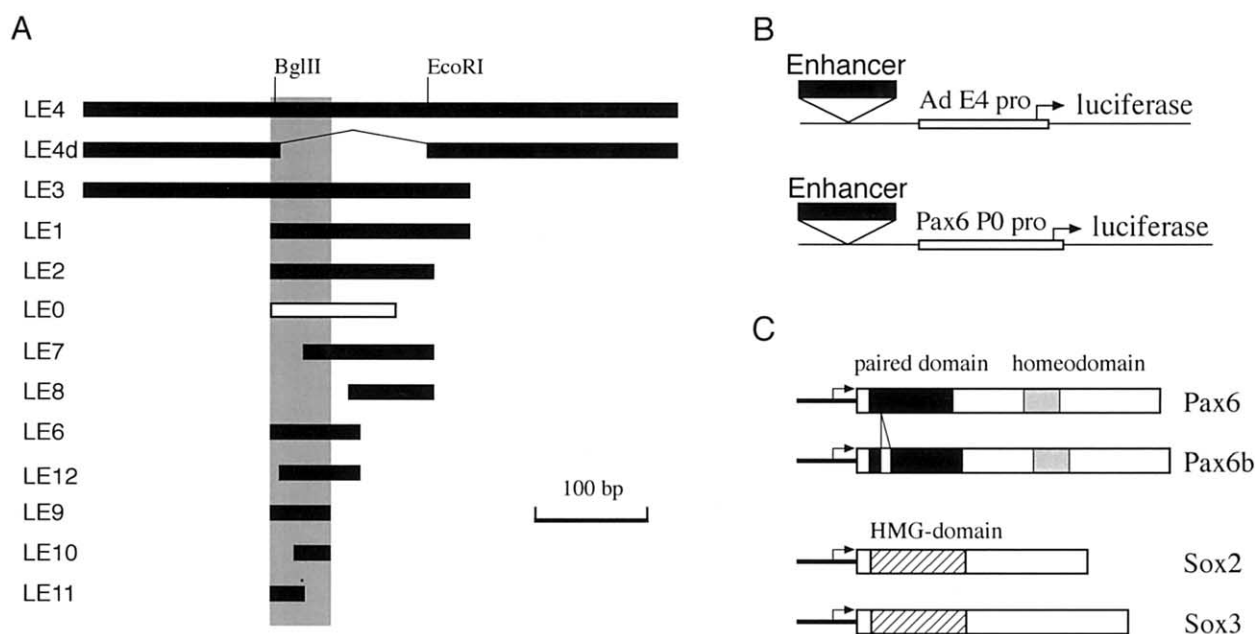 A
BglII
EcoRI
LE4
LE4d
LE3
LE1
LE2
LE0
LE7
LE8
LE6
LE12
LE9
LE10
LE11
100 bp
B
Enhancer
Ad E4 pro
luciferase
Enhancer
Pax6 P0 pro
luciferase
C
paired domain
homeodomain
Pax6
Pax6b
HMG-domain
Sox2
Sox3